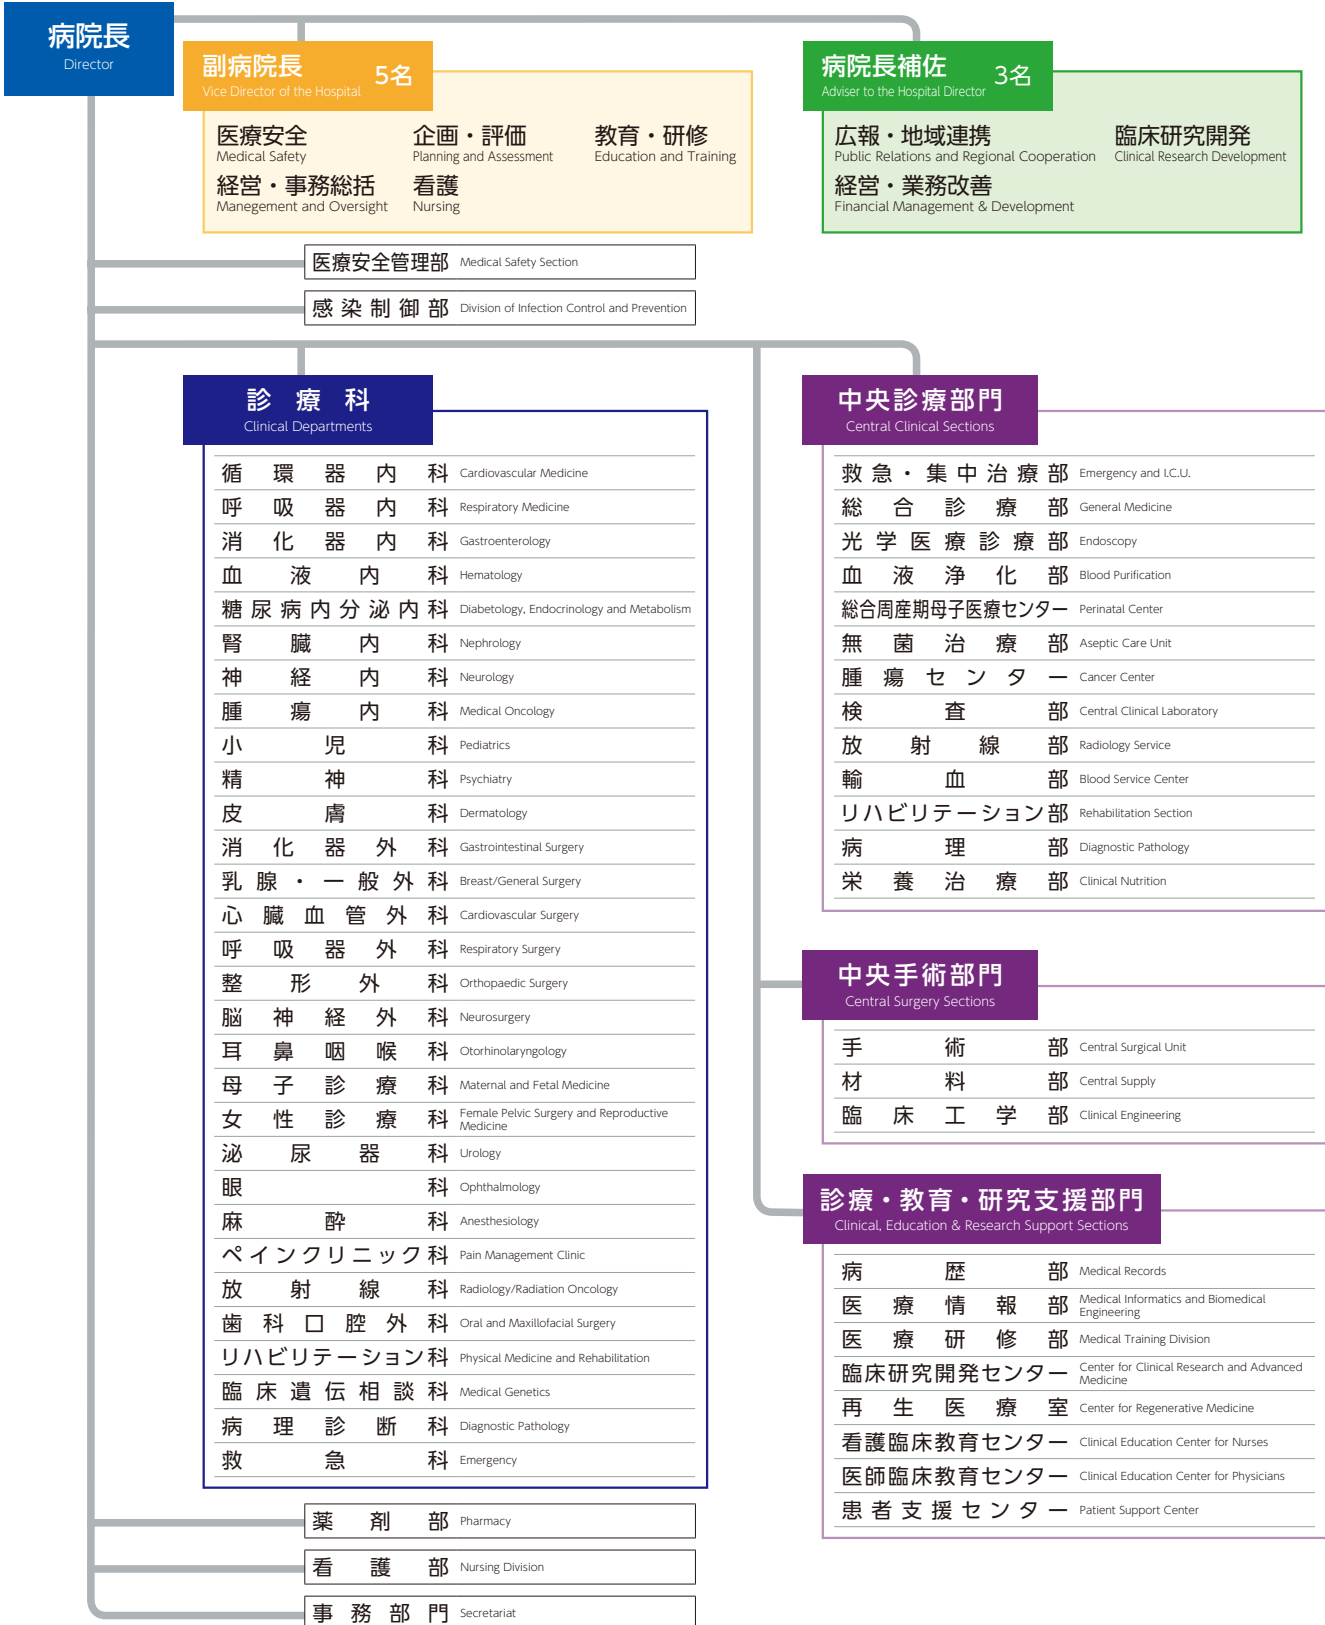 病院長
Director
副病院長 5名
Vice Director of the Hospital
医療安全 企画・評価 教育・研修
Medical Safety Planning and Assessment Education and Training
経営・事務総括 看護
Manegement and Oversight Nursing
病院長補佐 3名
Adviser to the Hospital Director
広報・地域連携 臨床研究開発
Public Relations and Regional Cooperation Clinical Research Development
経営・業務改善
Financial Management & Development
医療安全管理部 Medical Safety Section
感染制御部 Division of Infection Control and Prevention
診療科
Clinical Departments
循環器内科 Cardiovascular Medicine
呼吸器内科 Respiratory Medicine
消化器内科 Gastroenterology
血液内科 Hematology
糖尿病内分泌内科 Diabetology, Endocrinology and Metabolism
腎臓内科 Nephrology
神経内科 Neurology
腫瘍内科 Medical Oncology
小児科 Pediatrics
精神科 Psychiatry
皮膚科 Dermatology
消化器外科 Gastrointestinal Surgery
乳腺・一般外科 Breast/General Surgery
心臓血管外科 Cardiovascular Surgery
呼吸器外科 Respiratory Surgery
整形外科 Orthopaedic Surgery
脳神経外科 Neurosurgery
耳鼻咽喉科 Otorhinolaryngology
母子診療科 Maternal and Fetal Medicine
女性診療科 Female Pelvic Surgery and Reproductive
Medicine
泌尿器科 Urology
眼科 Ophthalmology
麻酔科 Anesthesiology
ペインクリニック科 Pain Management Clinic
放射線科 Radiology/Radiation Oncology
歯科口腔外科 Oral and Maxillofacial Surgery
リハビリテーション科 Physical Medicine and Rehabilitation
臨床遺伝相談科 Medical Genetics
病理診断科 Diagnostic Pathology
救急科 Emergency
薬剤部 Pharmacy
看護部 Nursing Division
事務部門 Secretariat
中央診療部門
Central Clinical Sections
救急・集中治療部 Emergency and I.C.U.
総合診療部 General Medicine
光学医療診療部 Endoscopy
血液浄化部 Blood Purification
総合周産期母子医療センター Perinatal Center
無菌治療部 Aseptic Care Unit
腫瘍センター Cancer Center
検査部 Central Clinical Laboratory
放射線部 Radiology Service
輸血部 Blood Service Center
リハビリテーション部 Rehabilitation Section
病理部 Diagnostic Pathology
栄養治療部 Clinical Nutrition
中央手術部門
Central Surgery Sections
手術部 Central Surgical Unit
材料部 Central Supply
臨床工学部 Clinical Engineering
診療・教育・研究支援部門
Clinical, Education & Research Support Sections
病歴部 Medical Records
医療情報部 Medical Informatics and Biomedical
Engineering
医療研修部 Medical Training Division
臨床研究開発センター Center for Clinical Research and Advanced
Medicine
再生医療室 Center for Regenerative Medicine
看護臨床教育センター Clinical Education Center for Nurses
医師臨床教育センター Clinical Education Center for Physicians
患者支援センター Patient Support Center